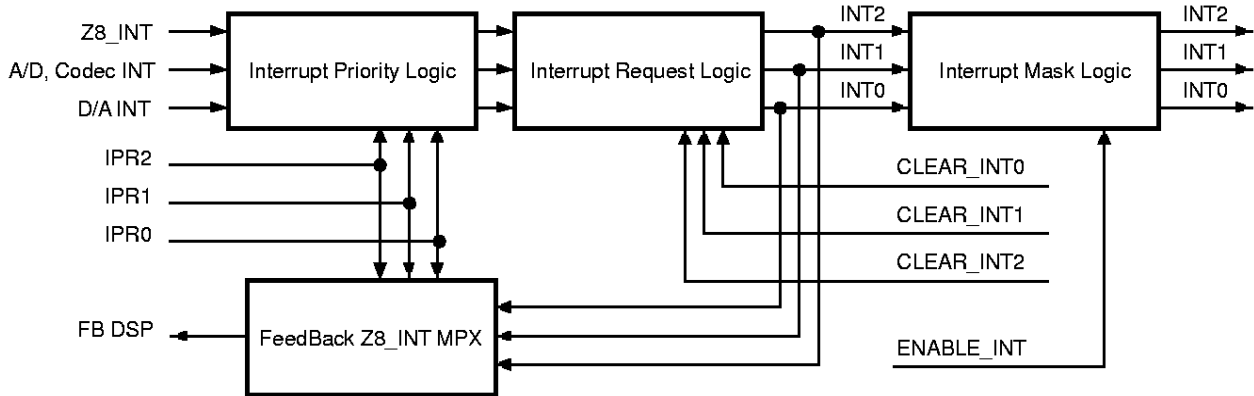 Z8_INT
A/D, Codec INT
D/A INT
Interrupt Priority Logic
Interrupt Request Logic
INT2
INT1
INT0
Interrupt Mask Logic
INT2
INT1
INT0
IPR2
IPR1
IPR0
CLEAR_INT0
CLEAR_INT1
CLEAR_INT2
FB DSP
FeedBack Z8_INT MPX
ENABLE_INT